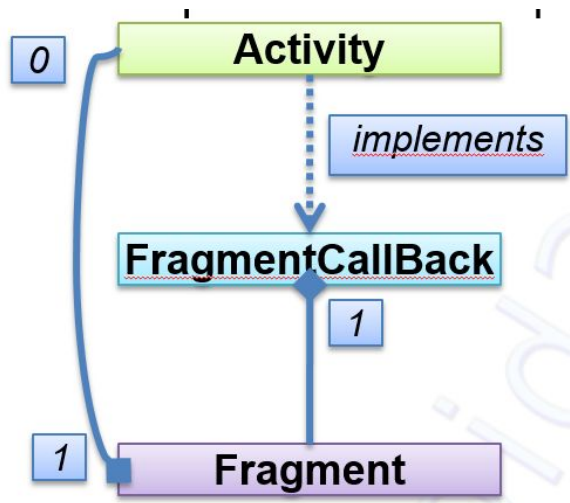 0
Activity
implements
FragmentCallBack
1
1
Fragment